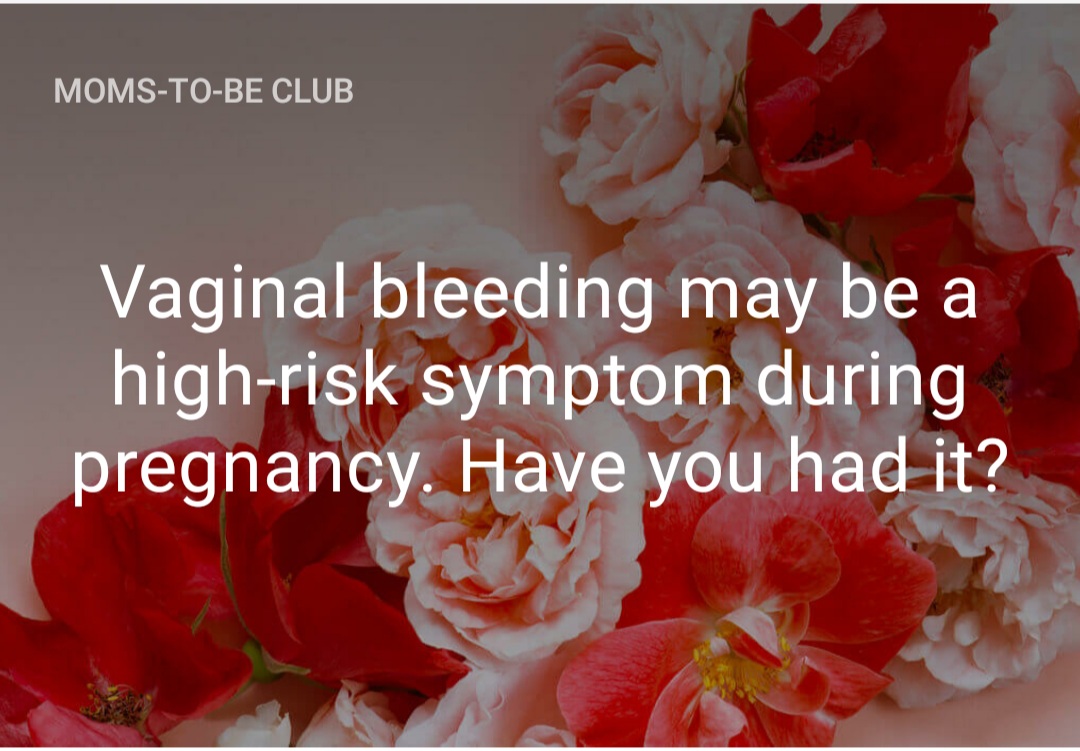 MOMS-TO-BE CLUB
Vaginal bleeding may be a
high-risk symptom during
pregnancy. Have you had it?